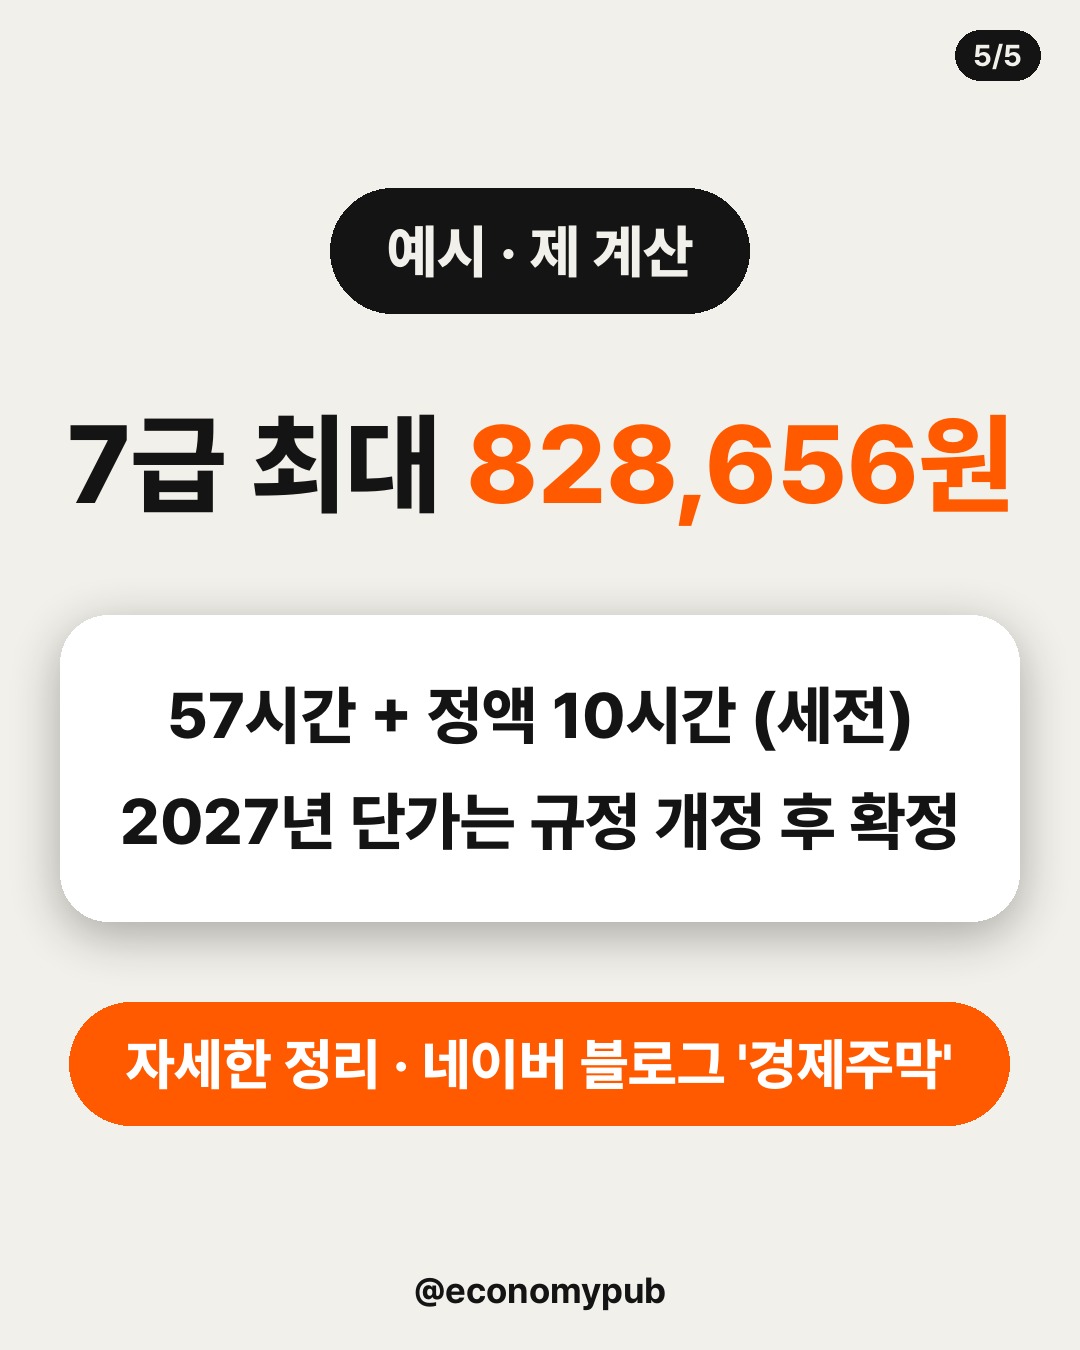 5/5
예시 · 제 계산
7급 최대 828,656원
57시간 + 정액 10시간 (세전)
2027년 단가는 규정 개정 후 확정
자세한 정리 · 네이버 블로그 '경제주막'
@economypub